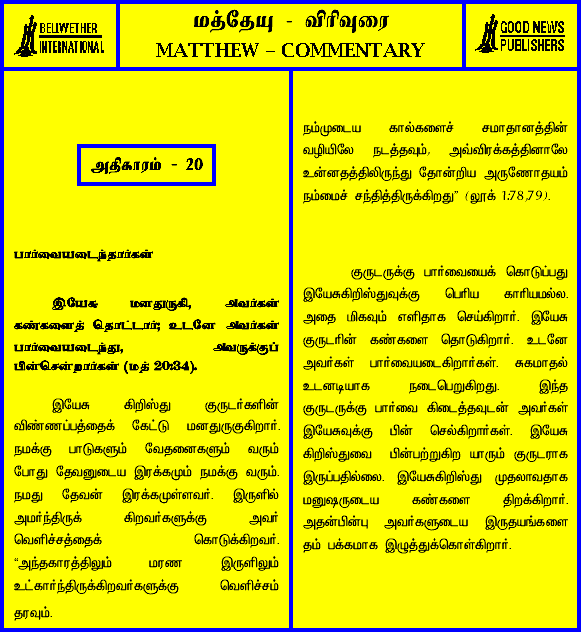 BELLWETHER
INTERNATIONAL
மத்தேயு - விரிவுரை
MATTHEW – COMMENTARY
GOOD NEWS
PUBLISHERS
அதிகாரம் - 20
பார்வையடைந்தார்கள்
இயேசு மனதுருகி, அவர்கள்
கண்களைத் தொட்டார்; உடனே அவர்கள்
பார்வையடைந்து, அவருக்குப்
பின்சென்றார்கள் (மத் 20:34).
இயேசு கிறிஸ்து குருடர்களின்
விண்ணப்பத்தைக் கேட்டு மனதுருகுகிறார்.
நமக்கு பாடுகளும் வேதனைகளும் வரும்
போது தேவனுடைய இரக்கமும் நமக்கு வரும்.
நமது தேவன் இரக்கமுள்ளவர். இருளில்
அமர்ந்திருக் கிறவர்களுக்கு அவர்
வெளிச்சத்தைக் கொடுக்கிறவர்.
“அந்தகாரத்திலும் மரண இருளிலும்
உட்கார்ந்திருக்கிறவர்களுக்கு வெளிச்சம்
தரவும்.
நம்முடைய கால்களைச் சமாதானத்தின்
வழியிலே நடத்தவும், அவ்விரக்கத்தினாலே
உன்னதத்திலிருந்து தோன்றிய அருணோதயம்
நம்மைச் சந்தித்திருக்கிறது” (லூக் 1:78,79).
குருடருக்கு பார்வையைக் கொடுப்பது
இயேசுகிறிஸ்துவுக்கு பெரிய காரியமல்ல.
அதை மிகவும் எளிதாக செய்கிறார். இயேசு
குருடரின் கண்களை தொடுகிறார். உடனே
அவர்கள் பார்வையடைகிறார்கள். சுகமாதல்
உடனடியாக நடைபெறுகிறது. இந்த
குருடருக்கு பார்வை கிடைத்தவுடன் அவர்கள்
இயேசுவுக்கு பின் செல்கிறார்கள். இயேசு
கிறிஸ்துவை பின்பற்றுகிற யாரும் குருடராக
இருப்பதில்லை. இயேசுகிறிஸ்து முதலாவதாக
மனுஷருடைய கண்களை திறக்கிறார்.
அதன்பின்பு அவர்களுடைய இருதயங்களை
தம் பக்கமாக இழுத்துக்கொள்கிறார்.